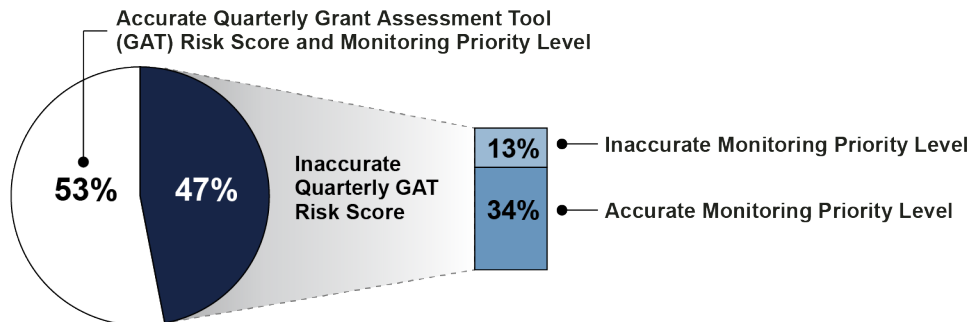 Accurate Quarterly Grant Assessment Tool
(GAT) Risk Score and Monitoring Priority Level
53%
47%
Inaccurate
Quarterly GAT
Risk Score
13%
Inaccurate Monitoring Priority Level
34%
Accurate Monitoring Priority Level